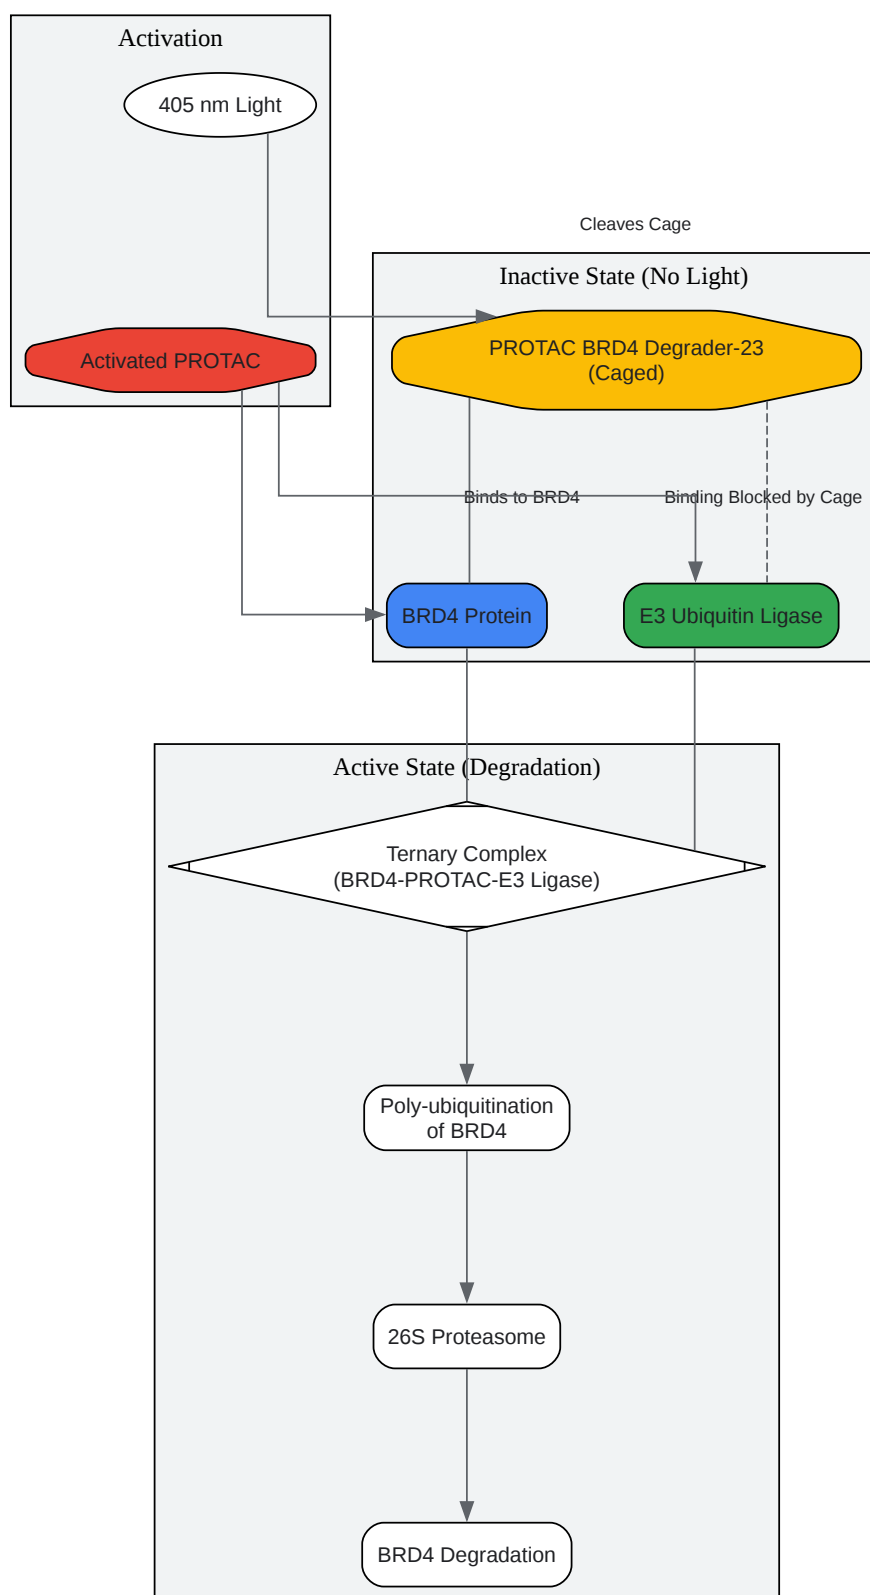 Activation
405 nm Light
Cleaves Cage
Inactive State (No Light)
PROTAC BRD4 Degrader-23
(Caged)
Activated PROTAC
Binds to BRD4
Binding Blocked by Cage
BRD4 Protein
E3 Ubiquitin Ligase
Active State (Degradation)
Ternary Complex
(BRD4-PROTAC-E3 Ligase)
Poly-ubiquitination
of BRD4
26S Proteasome
BRD4 Degradation